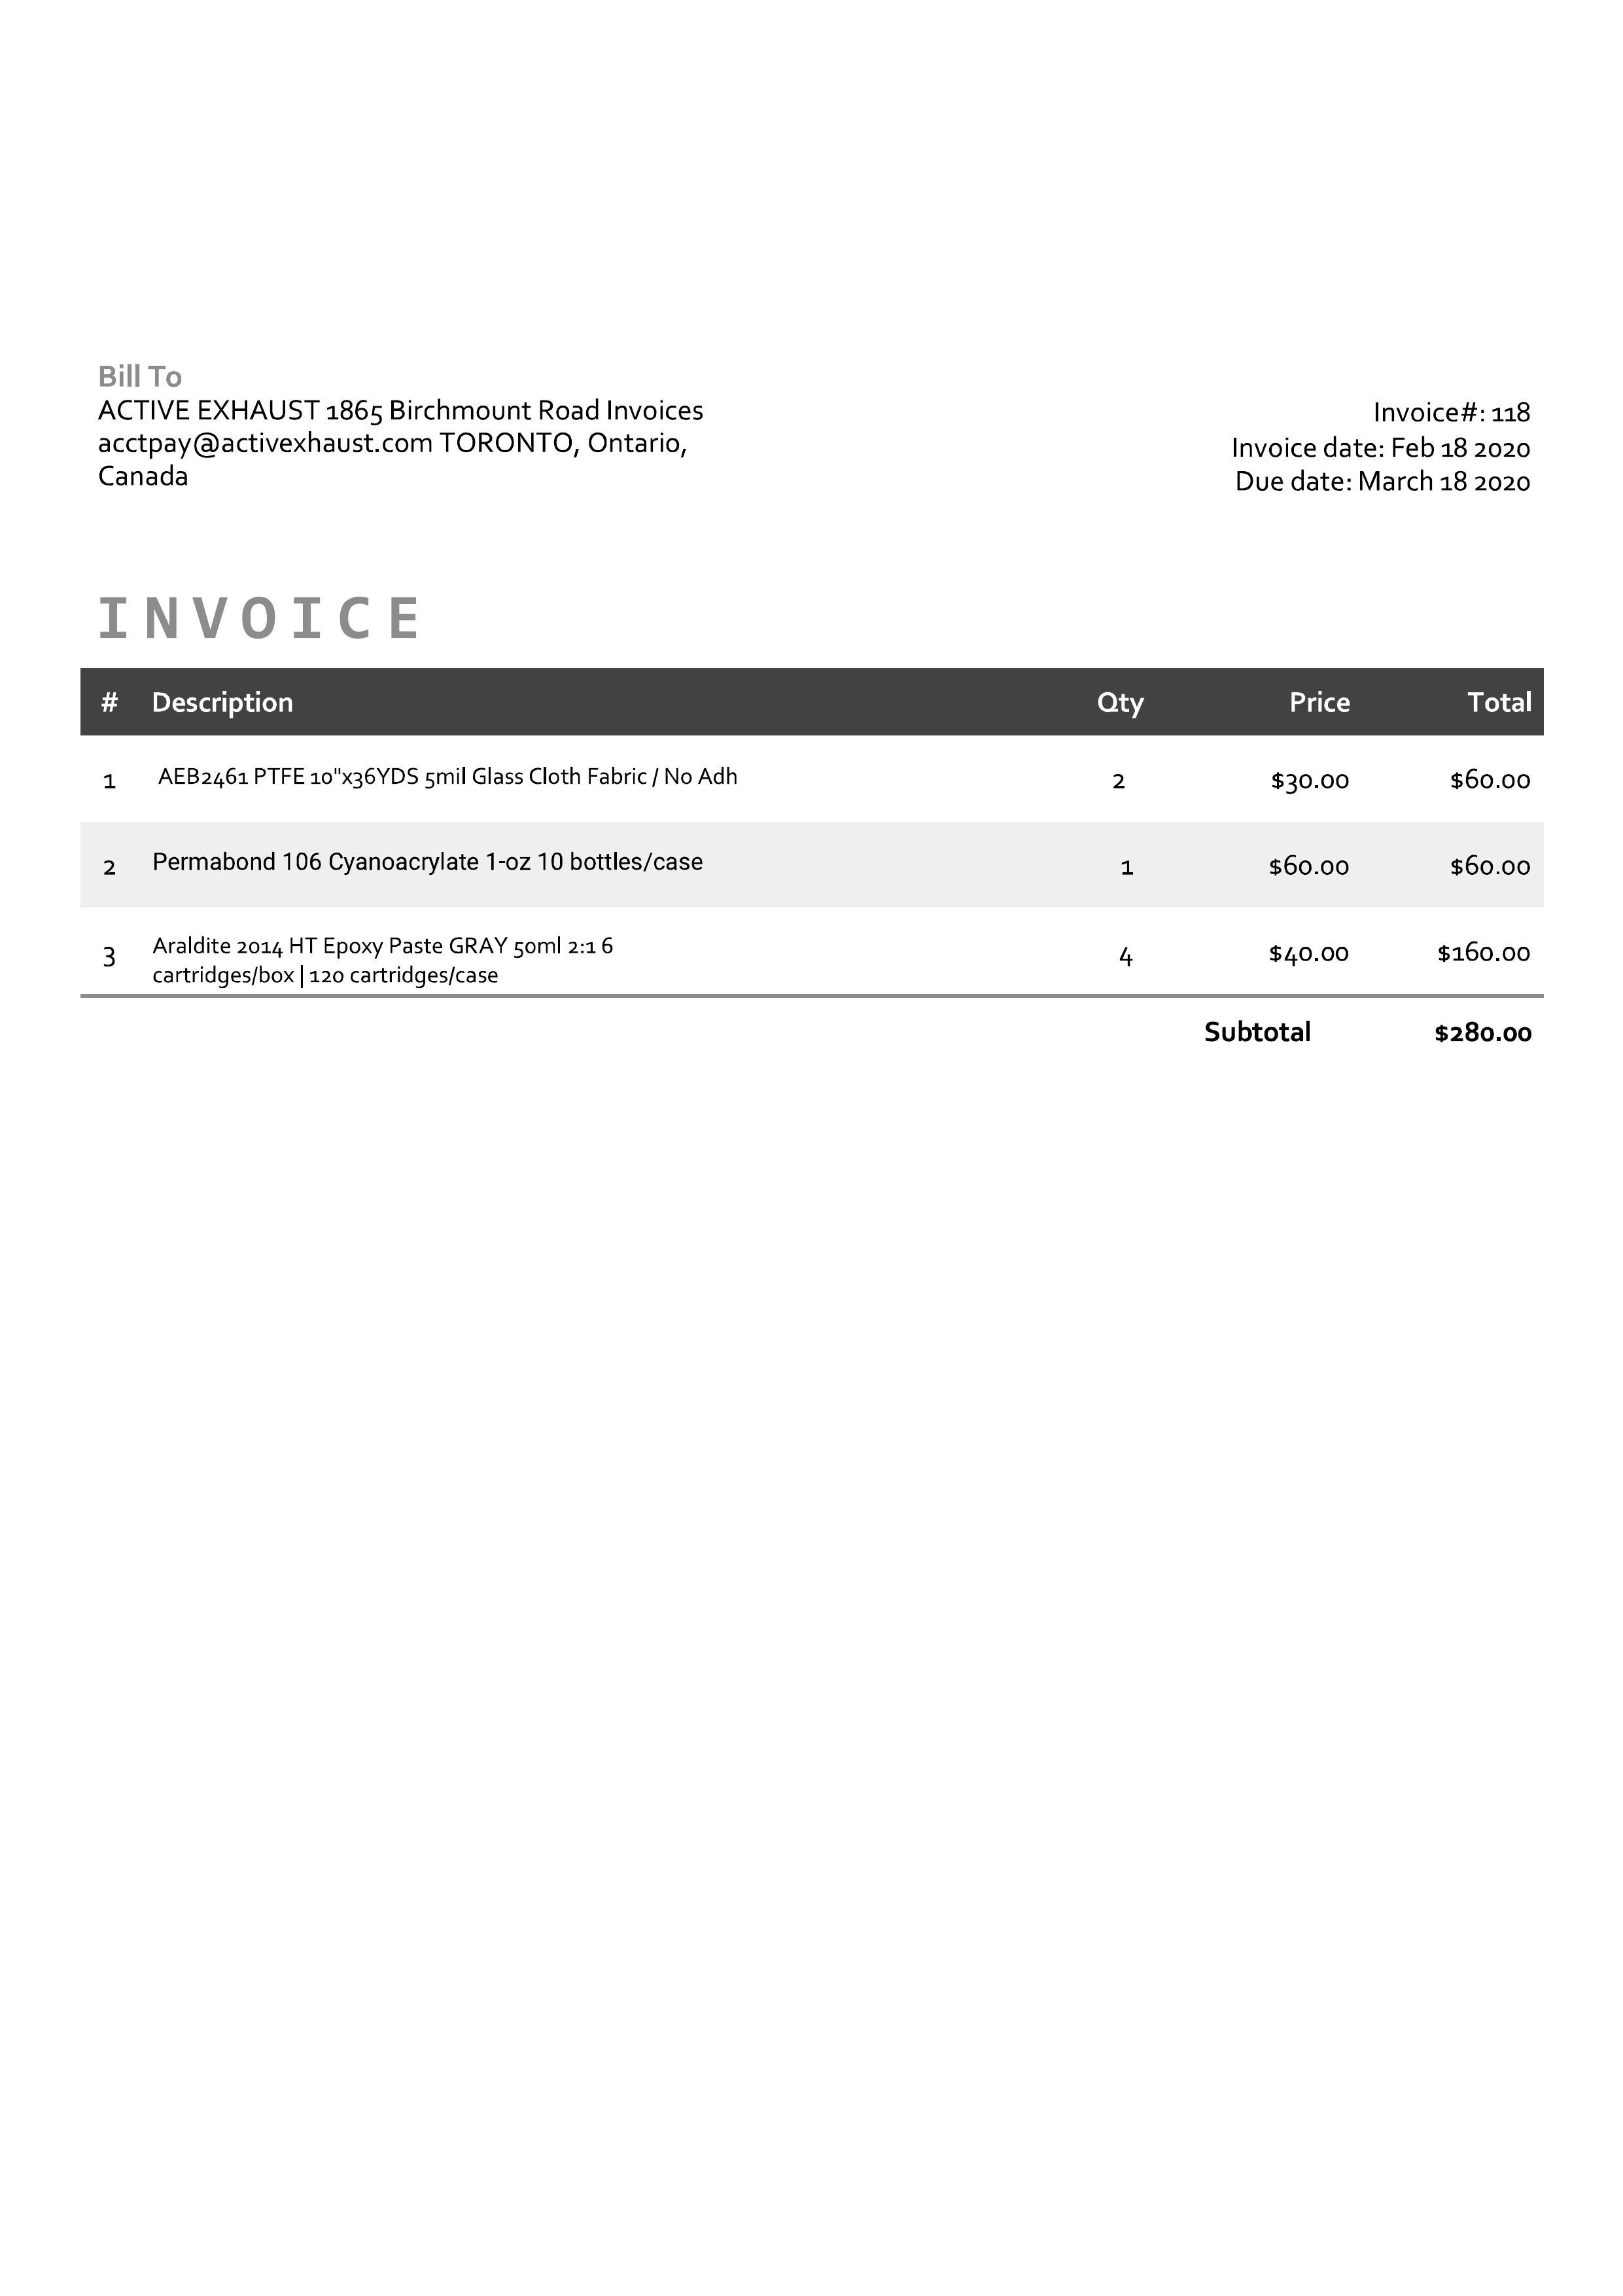 Bill To
ACTIVE EXHAUST 1865 Birchmount Road Invoices
acctpay@activexhaust.com TORONTO, Ontario,
Canada
Invoice#: 118
Invoice date: Feb 18 2020
Due date: March 18 2020
INVOICE
# Description Qty Price Total
1 AEB2461 PTFE 10"x36YDS 5mil Glass Cloth Fabric / No Adh 2 $30.00 $60.00
2 Permabond 106 Cyanoacrylate 1-oz 10 bottles/case 1 $60.00 $60.00
3 Araldite 2014 HT Epoxy Paste GRAY 50ml 2:1 6 4 $40.00 $160.00
cartridges/box | 120 cartridges/case
Subtotal $280.00